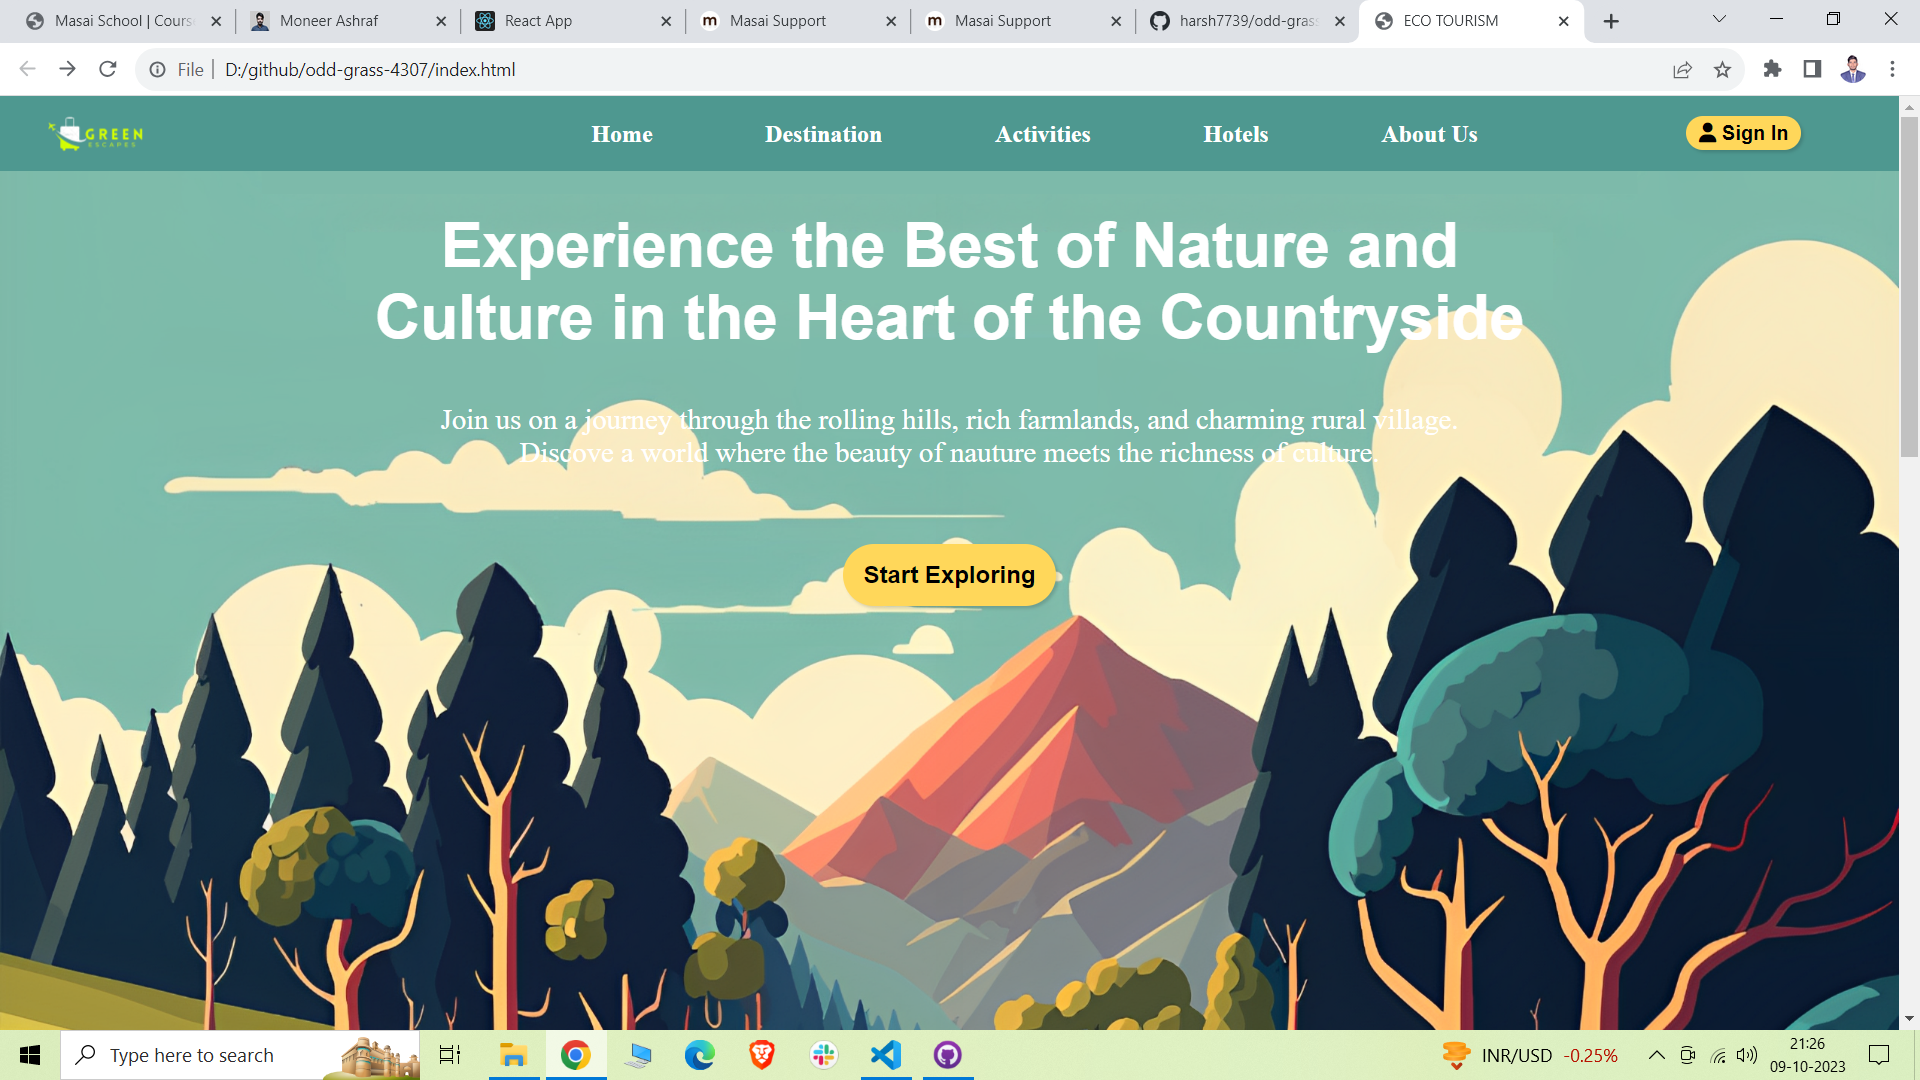 Masai School | Cours
Moneer Ashraf
React App
Masai Support
Masai Support
harsh7739/odd-grass
ECO TOURISM
File
D:/github/odd-grass-4307/index.html
GREEN
ESCAPES
Home
Destination
Activities
Hotels
About Us
Sign In
Experience the Best of Nature and
Culture in the Heart of the Countryside
Join us on a journey through the rolling hills, rich farmlands, and charming rural village.
Discove a world where the beauty of nauture meets the richness of culture.
Start Exploring
Type here to search
INR/USD -0.25%
21:26
09-10-2023